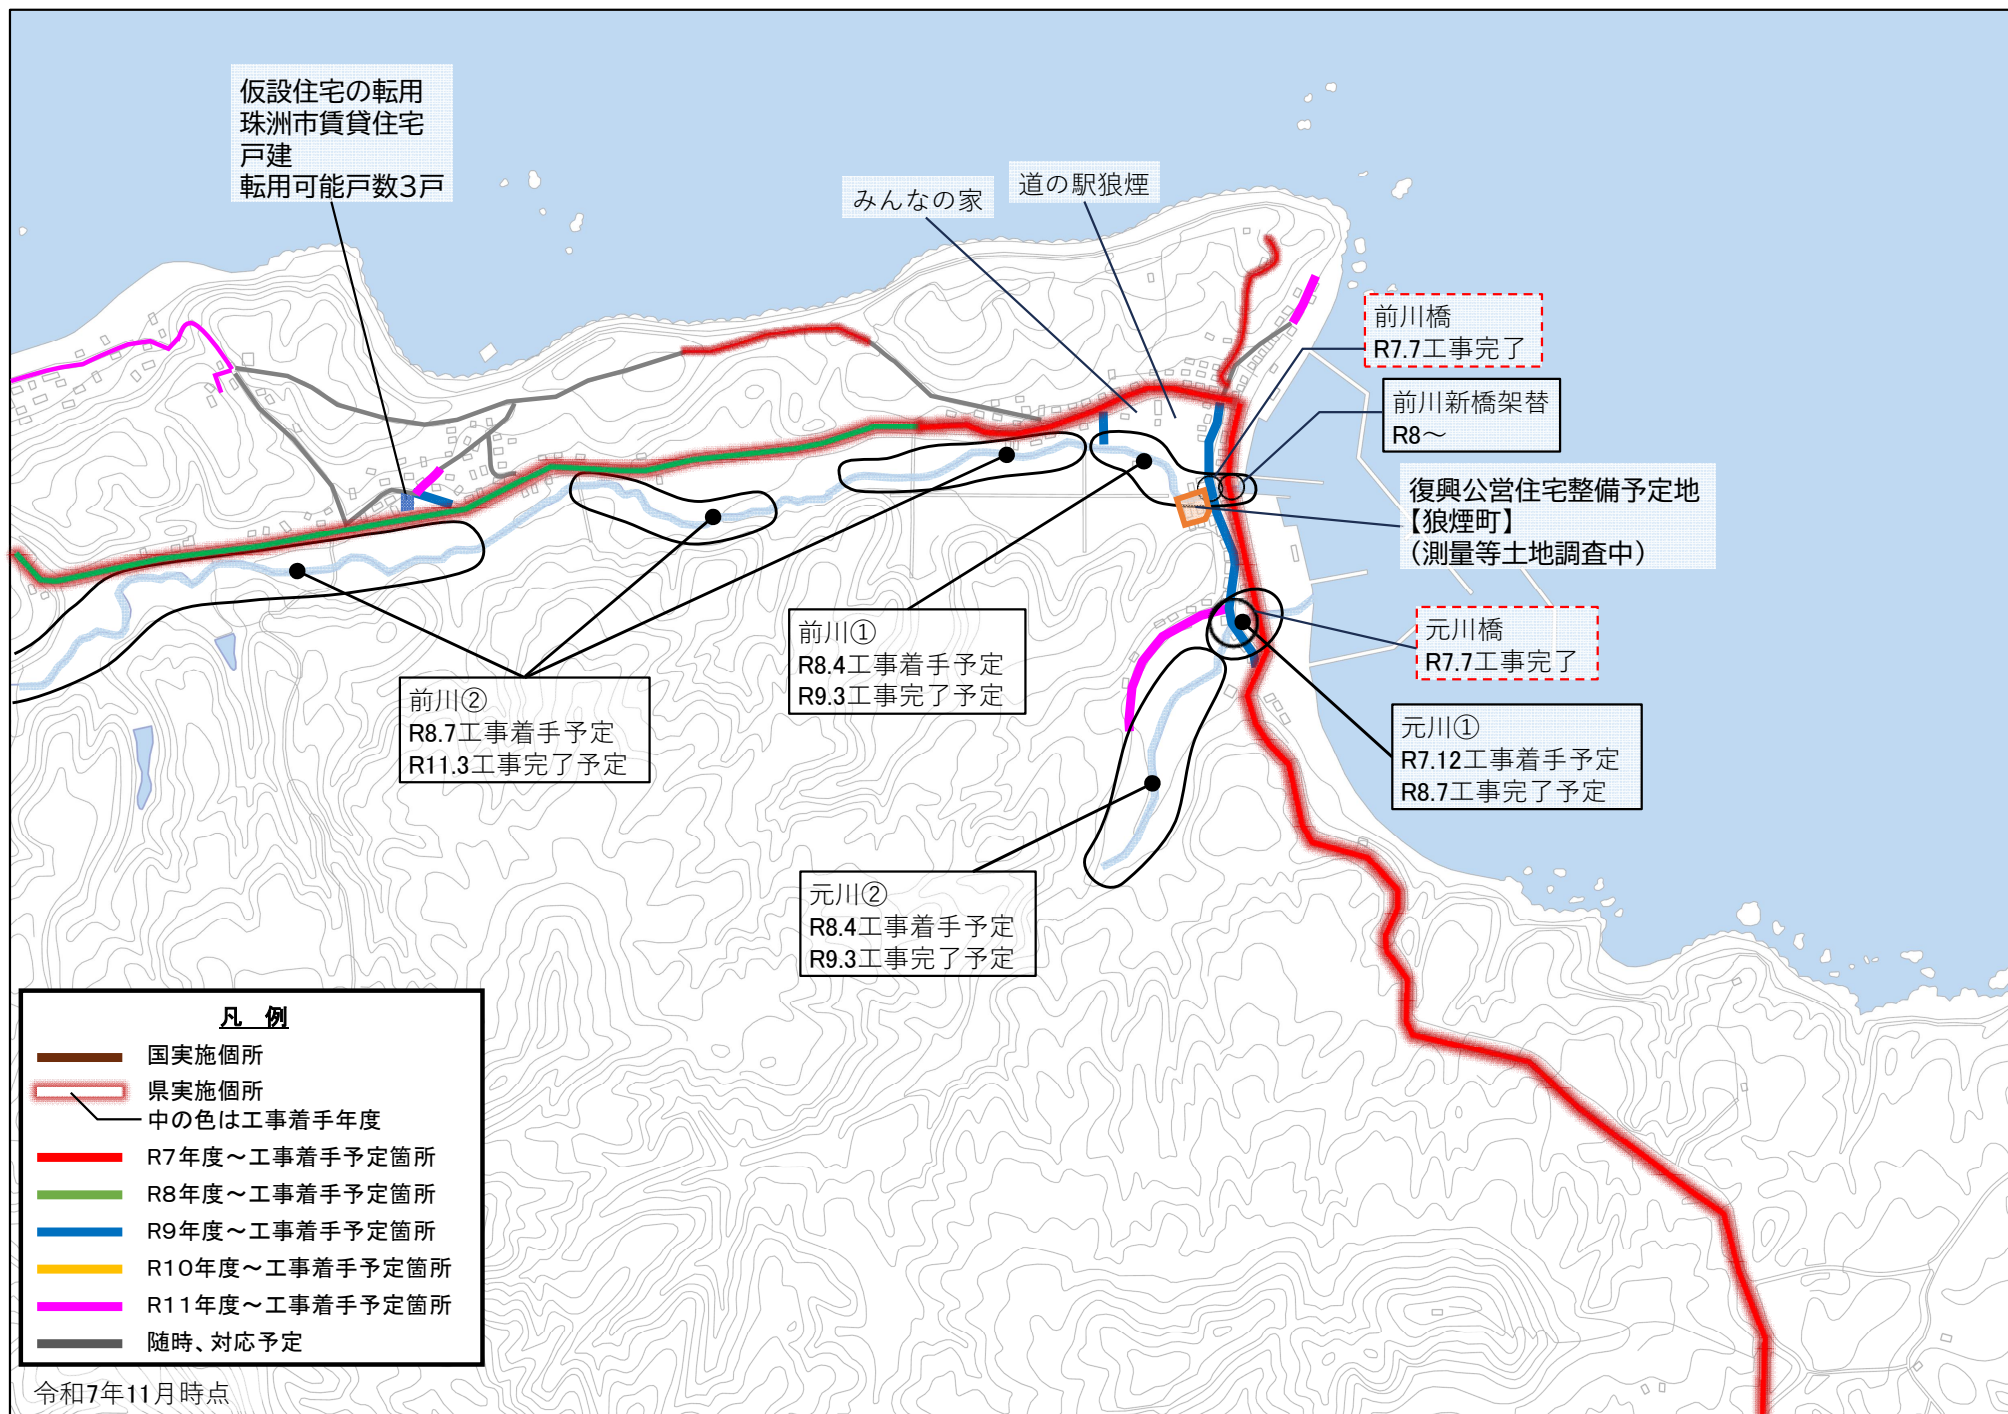 仮設住宅の転用
珠洲市賃貸住宅
戸建
転用可能戸数3戸
みんなの家
道の駅狼煙
前川橋
R7.7工事完了
前川新橋架替
R8～
復興公営住宅整備予定地
【狼煙町】
（測量等土地調査中）
元川橋
R7.7工事完了
前川①
R8.4工事着手予定
R9.3工事完了予定
前川②
R8.7工事着手予定
R11.3工事完了予定
元川①
R7.12工事着手予定
R8.7工事完了予定
元川②
R8.4工事着手予定
R9.3工事完了予定
凡 例
国実施個所
県実施個所
中の色は工事着手年度
R7年度～工事着手予定箇所
R8年度～工事着手予定箇所
R9年度～工事着手予定箇所
R10年度～工事着手予定箇所
R11年度～工事着手予定箇所
随時、対応予定
令和7年11月時点